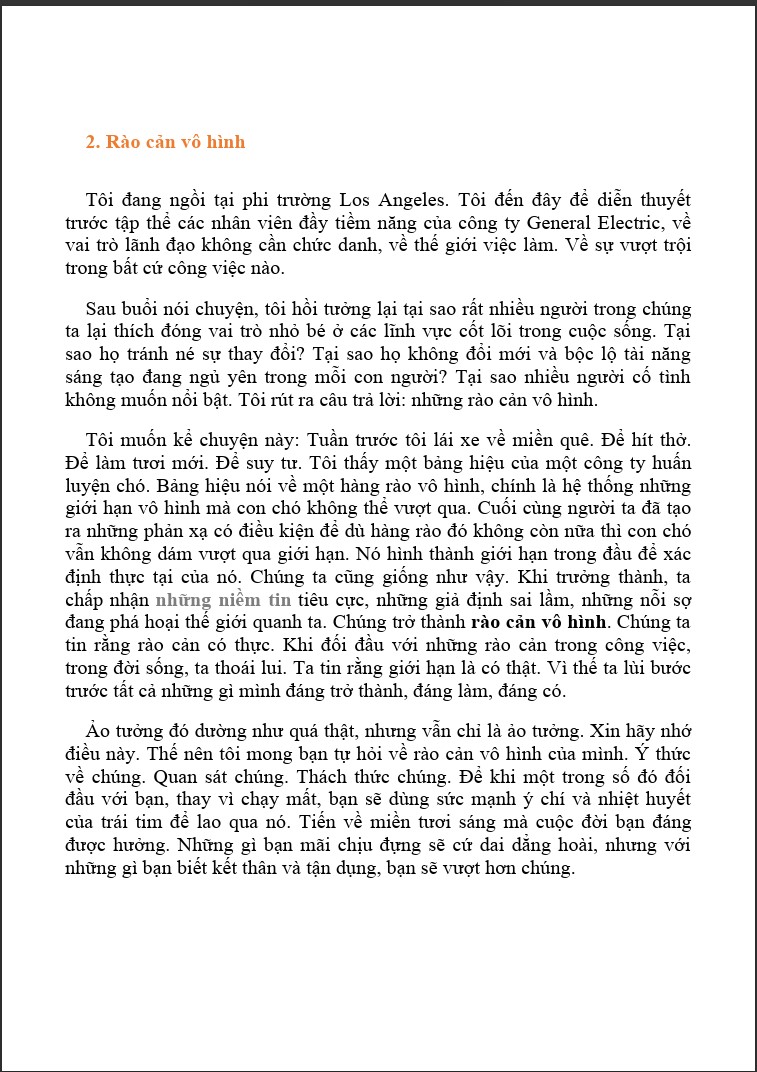 2. Rào cản vô hình
Tôi đang ngồi tại phi trường Los Angeles. Tôi đến đây để diễn thuyết
trước tập thể các nhân viên đầy tiềm năng của công ty General Electric, về
vai trò lãnh đạo không cần chức danh, về thế giới việc làm. Về sự vượt trội
trong bất cứ công việc nào.
Sau buổi nói chuyện, tôi hồi tưởng lại tại sao rất nhiều người trong chúng
ta lại thích đóng vai trò nhỏ bé ở các lĩnh vực cốt lõi trong cuộc sống. Tại
sao họ tránh né sự thay đổi? Tại sao họ không đổi mới và bộc lộ tài năng
sáng tạo đang ngủ yên trong mỗi con người? Tại sao nhiều người cố tình
không muốn nổi bật. Tôi rút ra câu trả lời: những rào cản vô hình.
Tôi muốn kể chuyện này: Tuần trước tôi lái xe về miền quê. Để hít thở.
Để làm tươi mới. Để suy tư. Tôi thấy một bảng hiệu của một công ty huấn
luyện chó. Bảng hiệu nói về một hàng rào vô hình, chính là hệ thống những
giới hạn vô hình mà con chó không thể vượt qua. Cuối cùng người ta đã tạo
ra những phản xạ có điều kiện để dù hàng rào đó không còn nữa thì con chó
vẫn không dám vượt qua giới hạn. Nó hình thành giới hạn trong đầu để xác
định thực tại của nó. Chúng ta cũng giống như vậy. Khi trưởng thành, ta
chấp nhận những niềm tin tiêu cực, những giả định sai lầm, những nỗi sợ
đang phá hoại thế giới quanh ta. Chúng trở thành rào cản vô hình. Chúng ta
tin rằng rào cản có thực. Khi đối đầu với những rào cản trong công việc,
trong đời sống, ta thoái lui. Ta tin rằng giới hạn là có thật. Vì thế ta lùi bước
trước tất cả những gì mình đáng trở thành, đáng làm, đáng có.
Ảo tưởng đó dường như quá thật, nhưng vẫn chỉ là ảo tưởng. Xin hãy nhớ
điều này. Thế nên tôi mong bạn tự hỏi về rào cản vô hình của mình. Ý thức
về chúng. Quan sát chúng. Thách thức chúng. Để khi một trong số đó đối
đầu với bạn, thay vì chạy mất, bạn sẽ dùng sức mạnh ý chí và nhiệt huyết
của trái tim để lao qua nó. Tiến về miền tươi sáng mà cuộc đời bạn đáng
được hưởng. Những gì bạn mãi chịu đựng sẽ cứ dai dẳng hoài, nhưng với
những gì bạn biết kết thân và tận dụng, bạn sẽ vượt hơn chúng.